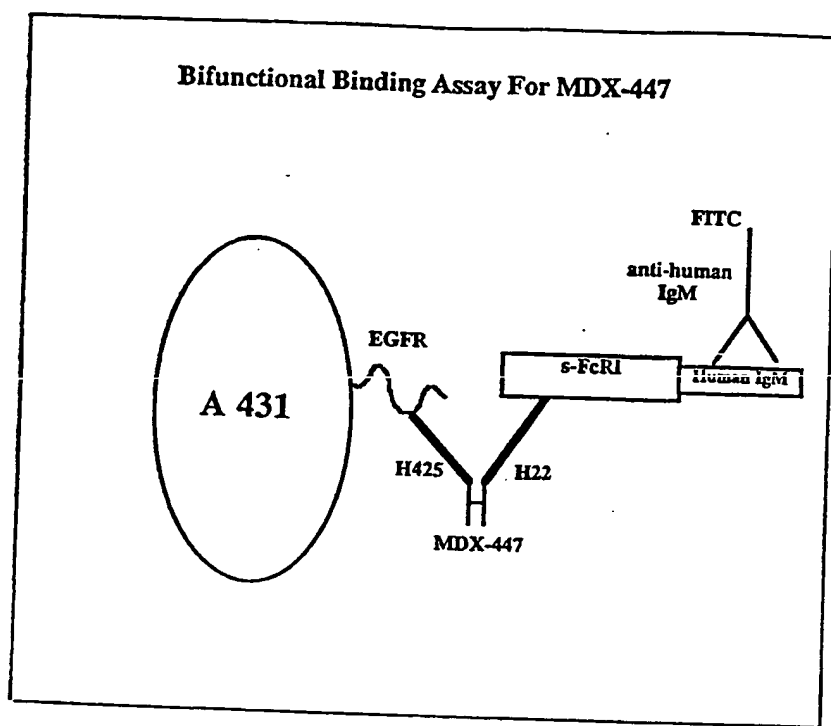 Bifunctional Binding Assay For MDX-447
FITC
anti-human
IgM
EGFR
s-FcRI
Human IgM
A 431
H425
H22
MDX-447